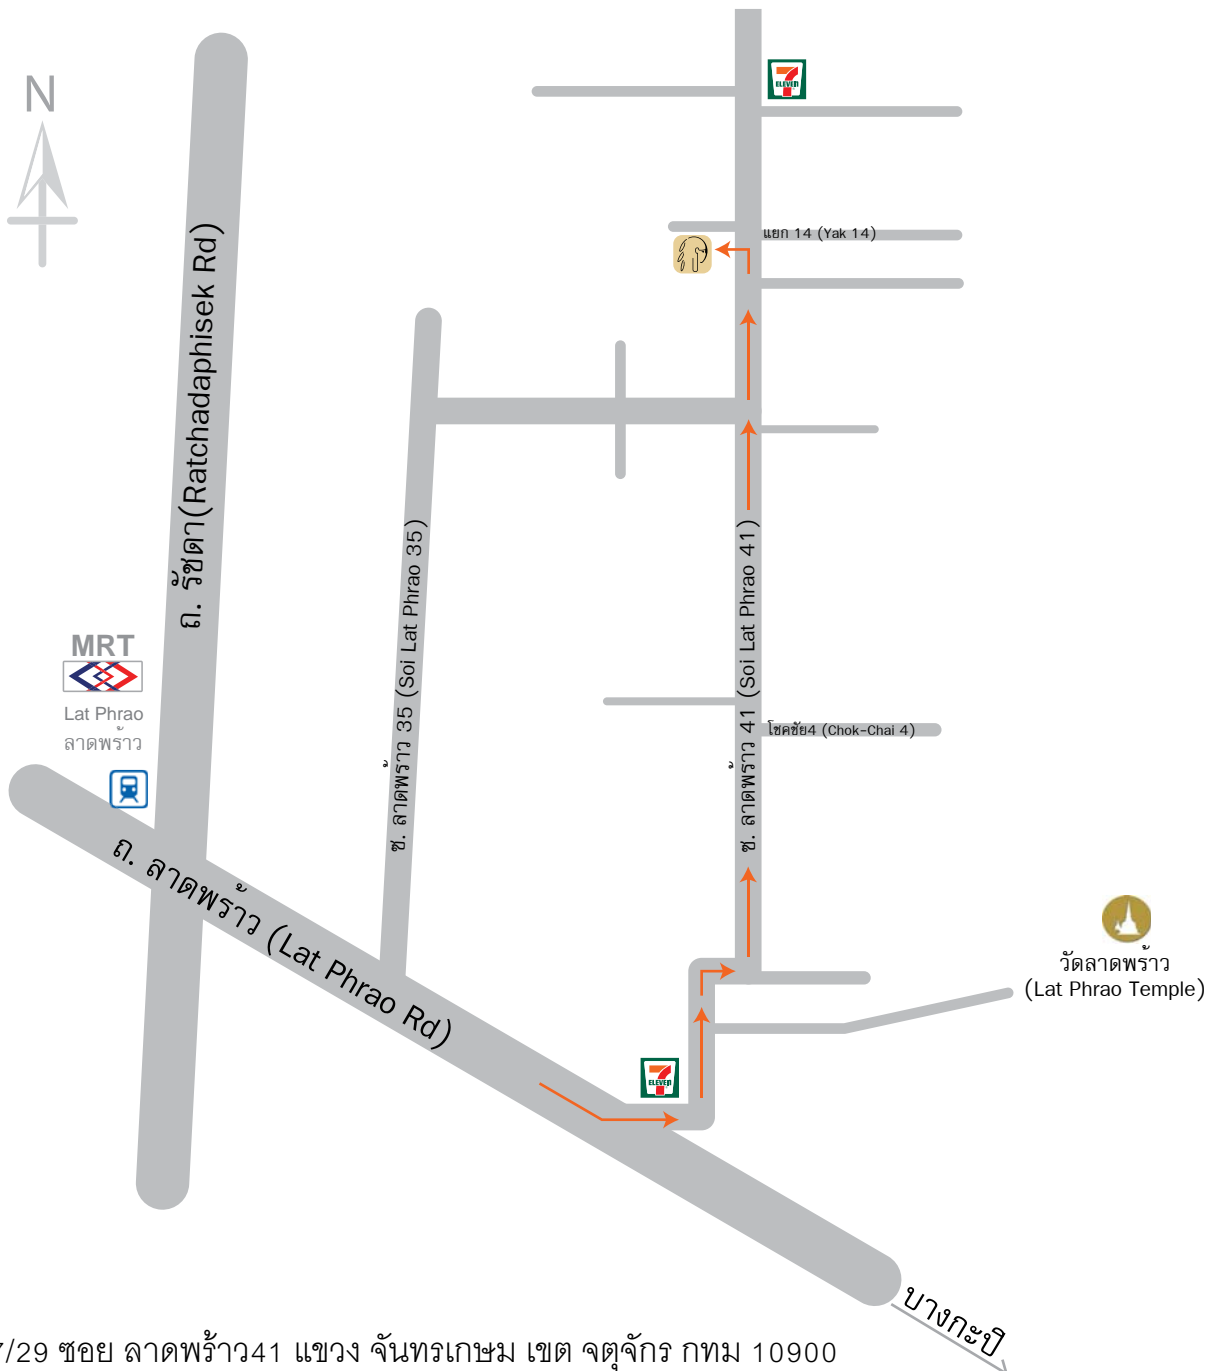 N
7
ELEVEN
แยก 14 (Yak 14)
ถ. รัชดา(Ratchadaphisek Rd)
MRT
Lat Phrao
ลาดพร้าว
ซ. ลาดพร้าว 35 (Soi Lat Phrao 35)
ซ. ลาดพร้าว 41 (Soi Lat Phrao 41)
โชคชัย4 (Chok-Chai 4)
ถ. ลาดพร้าว (Lat Phrao Rd)
วัดลาดพร้าว
(Lat Phrao Temple)
7
ELEVEN
บางกะปิ
/29 ซอย ลาดพร้าว41 แขวง จันทรเกษม เขต จตุจักร กทม 10900